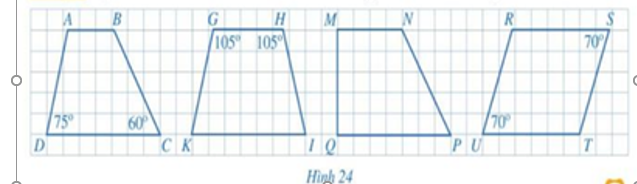 A B G H M N R S
105° 105° 70°
75° 60° 70°
D C K I Q P U T
Hình 24